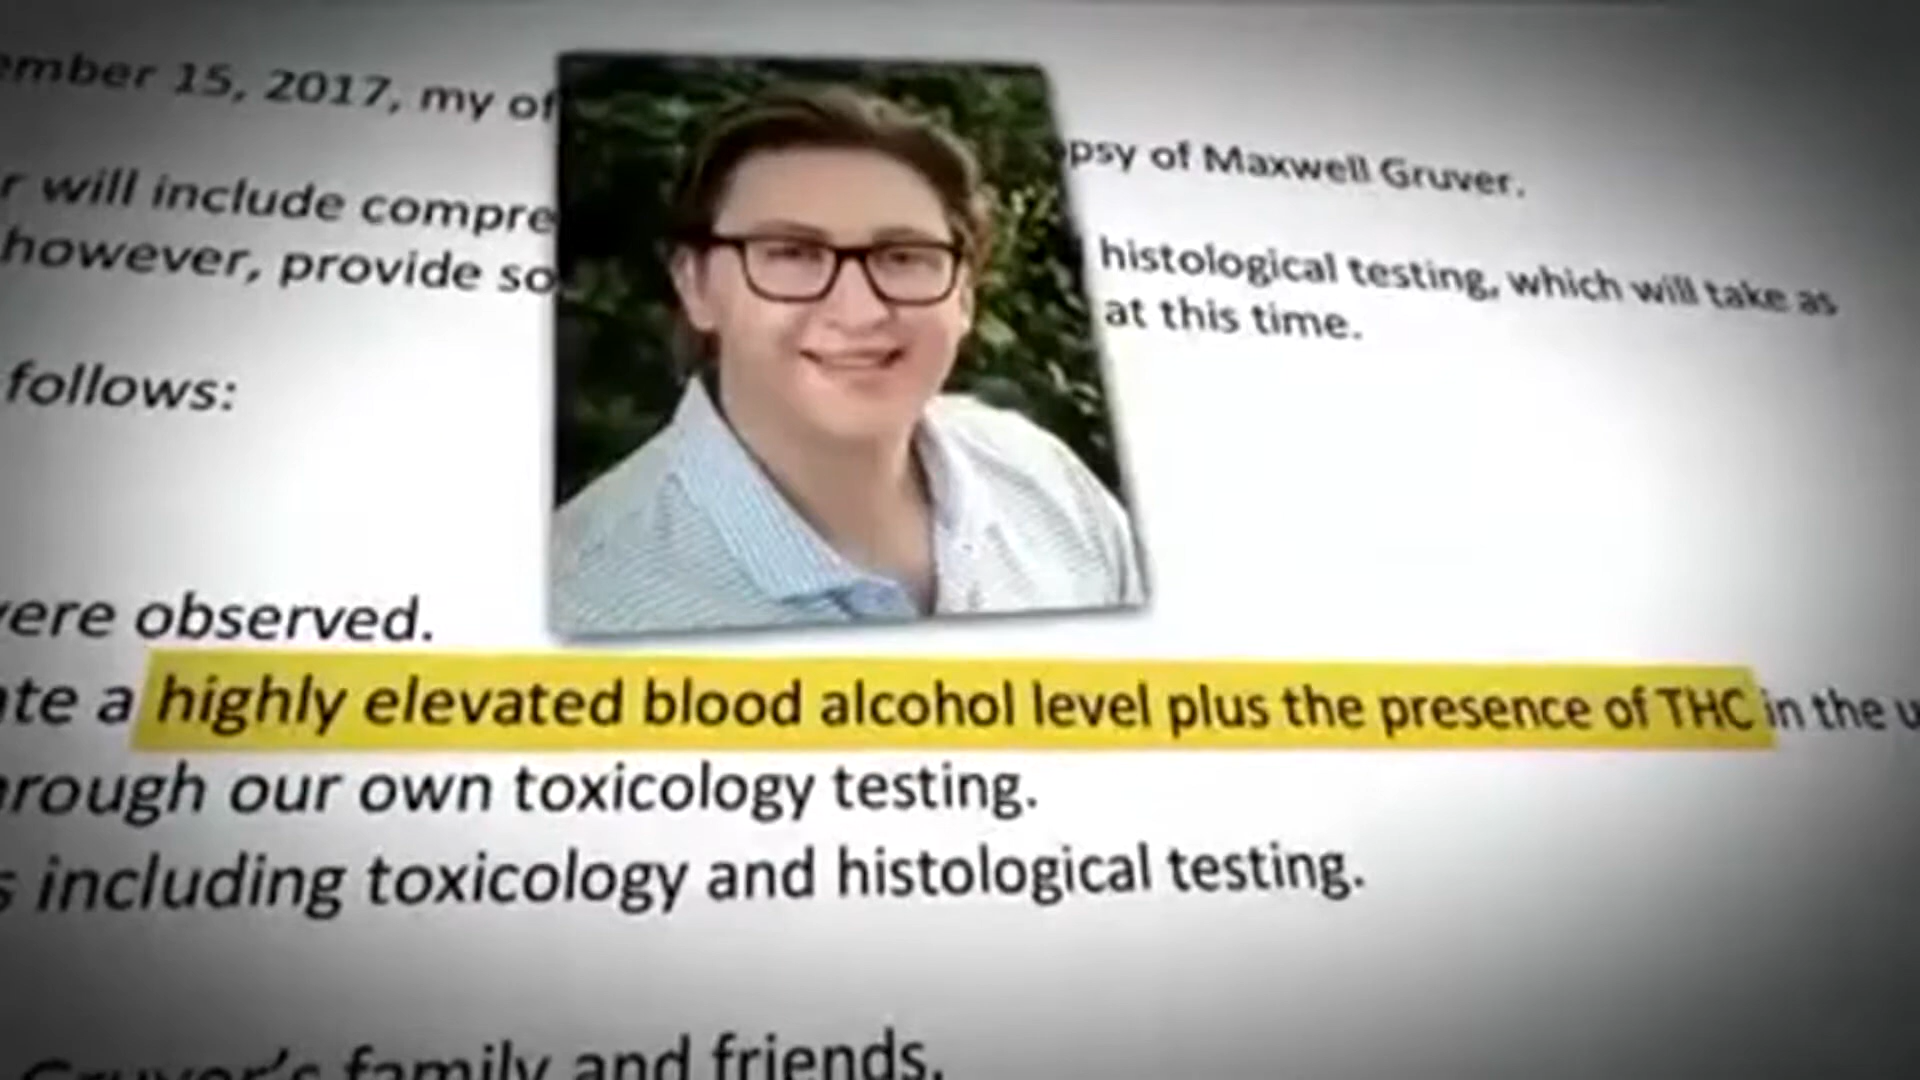 ember 15, 2017, my of psy of Maxwell Gruver.
r will include compre histological testing, which will take as
however, provide so at this time.
follows:
ere observed.
te a highly elevated blood alcohol level plus the presence of THC in the u
rough our own toxicology testing.
s including toxicology and histological testing.
Gruver's family and friends.